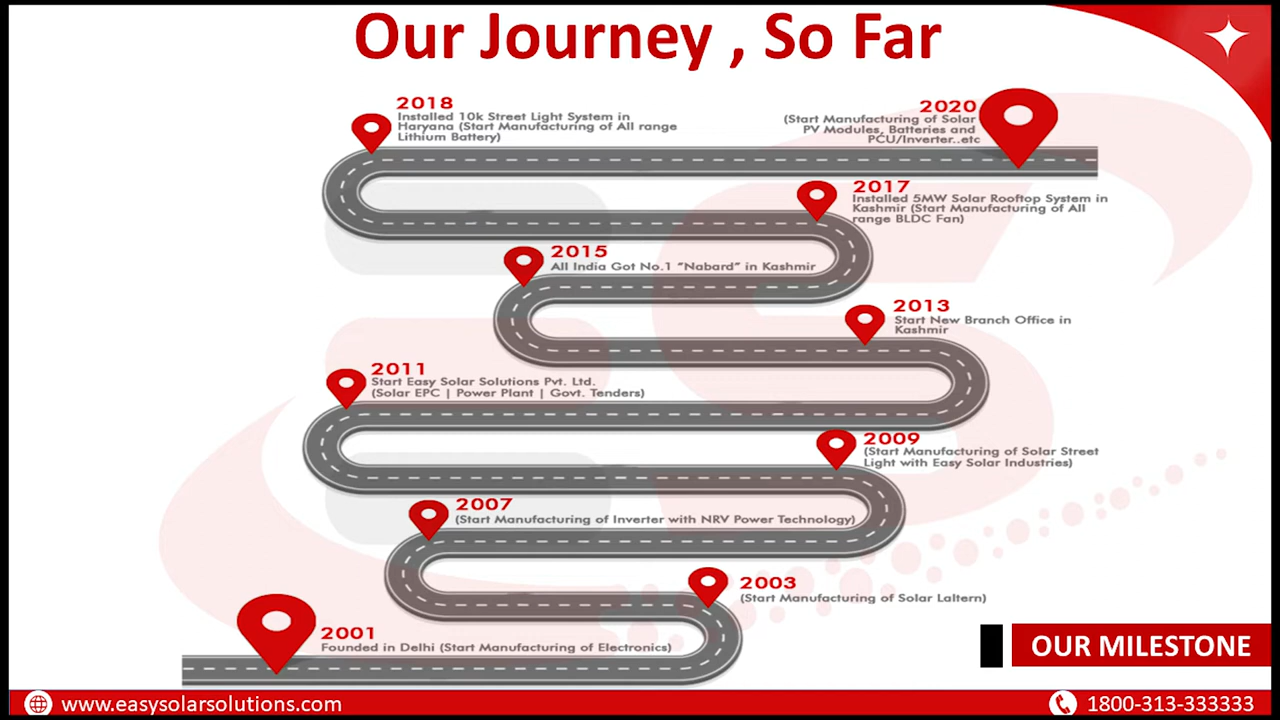 Our Journey , So Far
2018
Installed 10k Street Light System in
Haryana (Start Manufacturing of All range
Lithium Battery)
2020
(Start Manufacturing of Solar
PV Modules, Batteries and
PCU/Inverter..etc
2017
Installed 5MW Solar Rooftop System in
Kashmir (Start Manufacturing of All
range BLDC Fan)
2015
All India Got No.1 “Nabard” in Kashmir
2013
Start New Branch Office in
Kashmir
2011
Start Easy Solar Solutions Pvt. Ltd.
(Solar EPC | Power Plant | Govt. Tenders)
2009
(Start Manufacturing of Solar Street
Light with Easy Solar Industries)
2007
(Start Manufacturing of Inverter with NRV Power Technology)
2003
(Start Manufacturing of Solar Laltern)
2001
Founded in Delhi (Start Manufacturing of Electronics)
OUR MILESTONE
www.easysolarsolutions.com
1800-313-333333